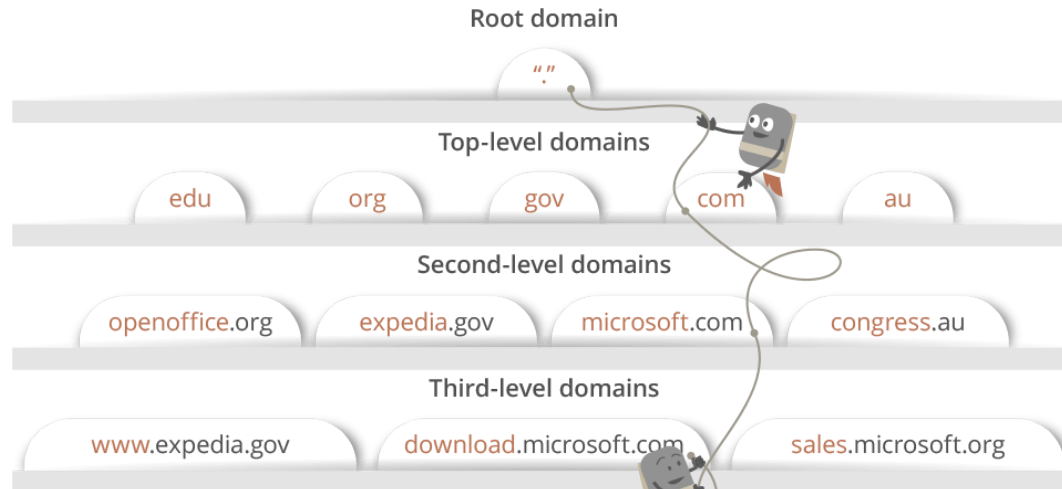 Root domain
“.”
Top-level domains
edu org gov com au
Second-level domains
openoffice.org expedia.gov microsoft.com congress.au
Third-level domains
www.expedia.gov download.microsoft.com sales.microsoft.org